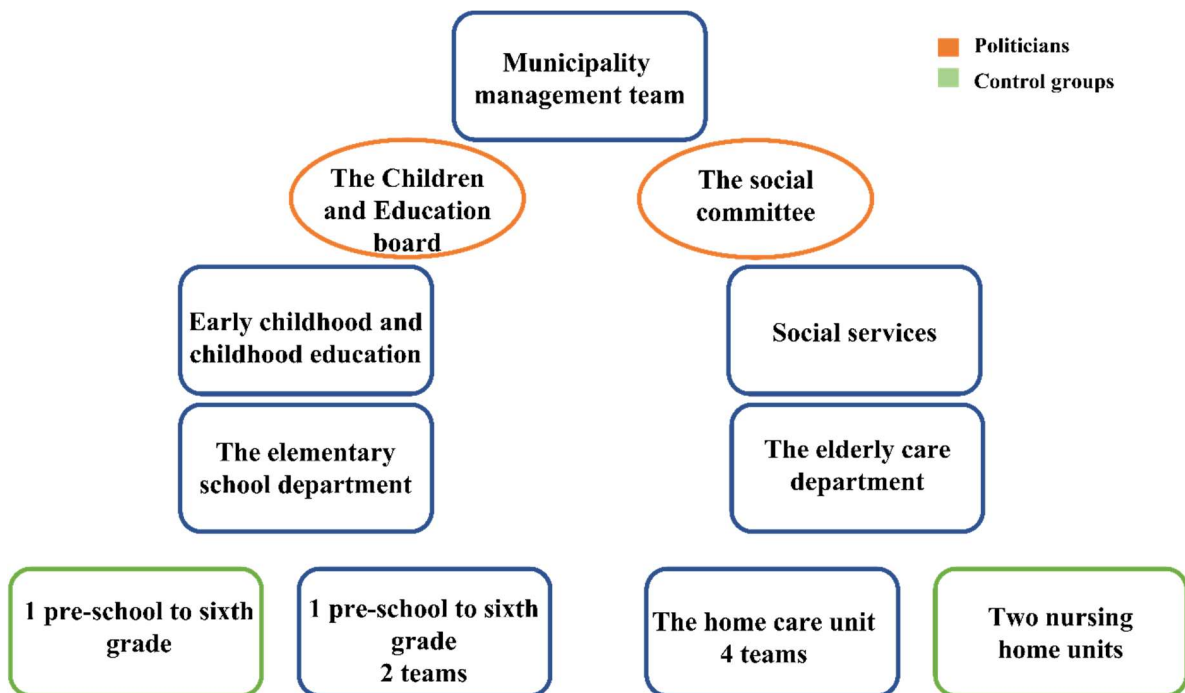 Municipality
management team
Politicians
Control groups
The Children
and Education
board
The social
committee
Early childhood and
childhood education
Social services
The elementary
school department
The elderly care
department
1 pre-school to sixth
grade
1 pre-school to sixth
grade
2 teams
The home care unit
4 teams
Two nursing
home units